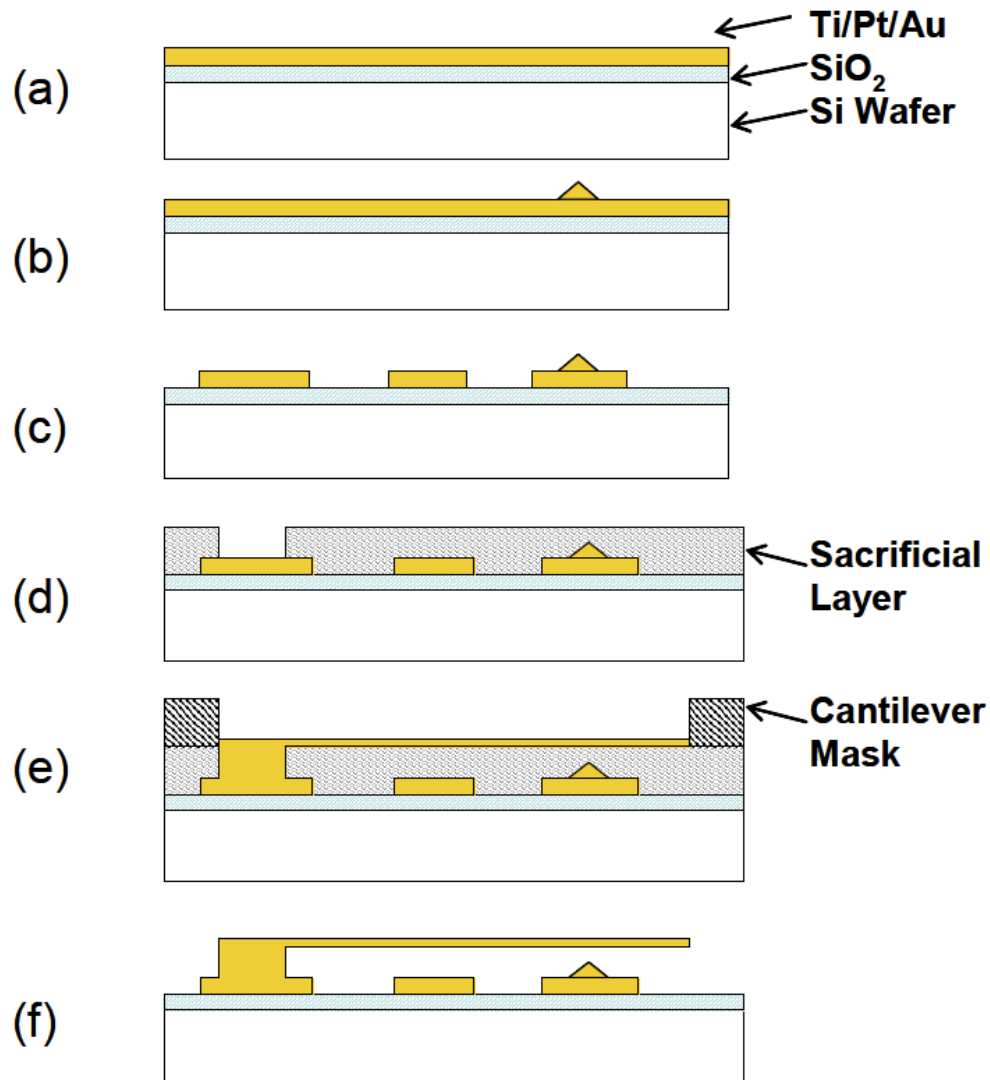 Ti/Pt/Au
(a)
SiO₂
Si Wafer
(b)
(c)
(d)
Sacrificial
Layer
(e)
Cantilever
Mask
(f)